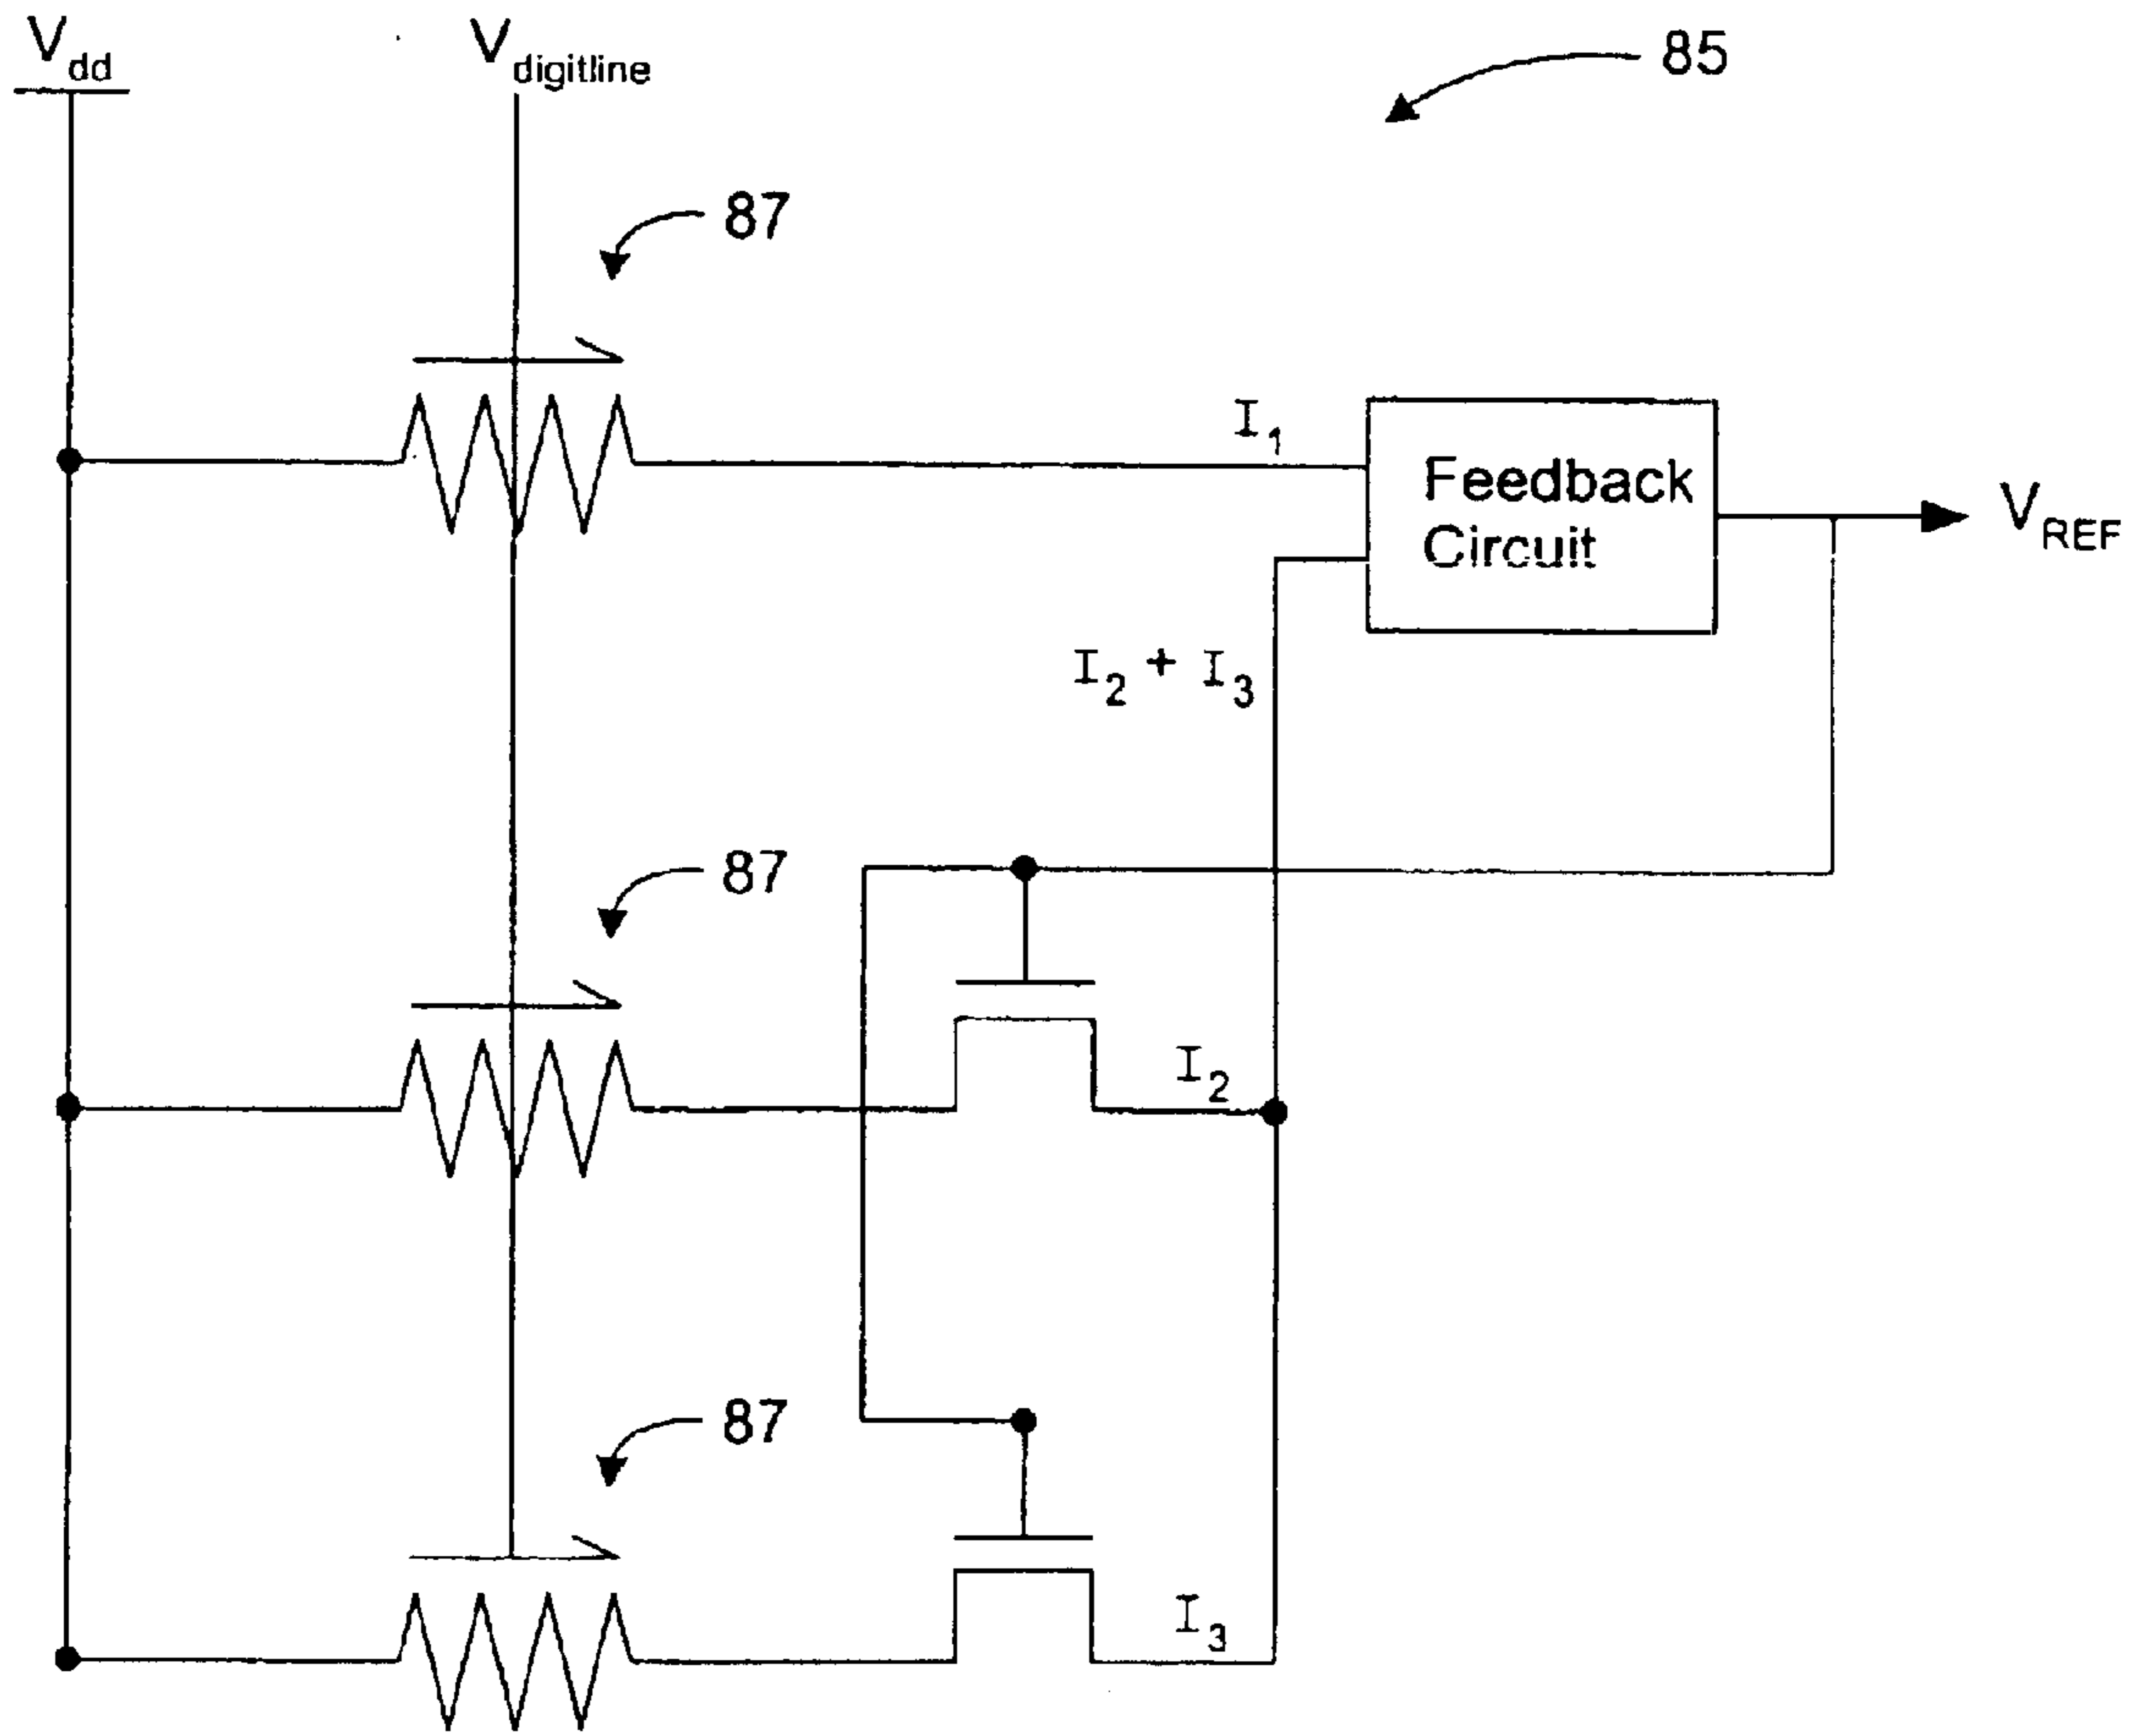 Vdd
Vdigitline
85
87
I1
Feedback
Circuit
VREF
I2 + I3
87
I2
87
I3